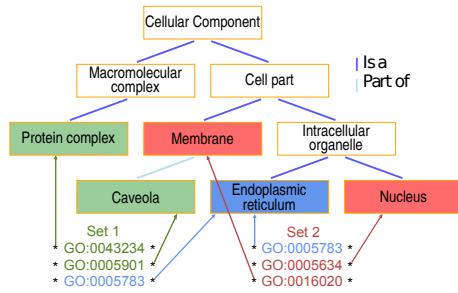 Cellular Component
Macromolecular
complex
Cell part
Is a
Part of
Protein complex
Membrane
Intracellular
organelle
Caveola
Endoplasmic
reticulum
Nucleus
Set 1
* GO:0043234 *
* GO:0005901 *
* GO:0005783 *
Set 2
* GO:0005783 *
* GO:0005634 *
* GO:0016020 *